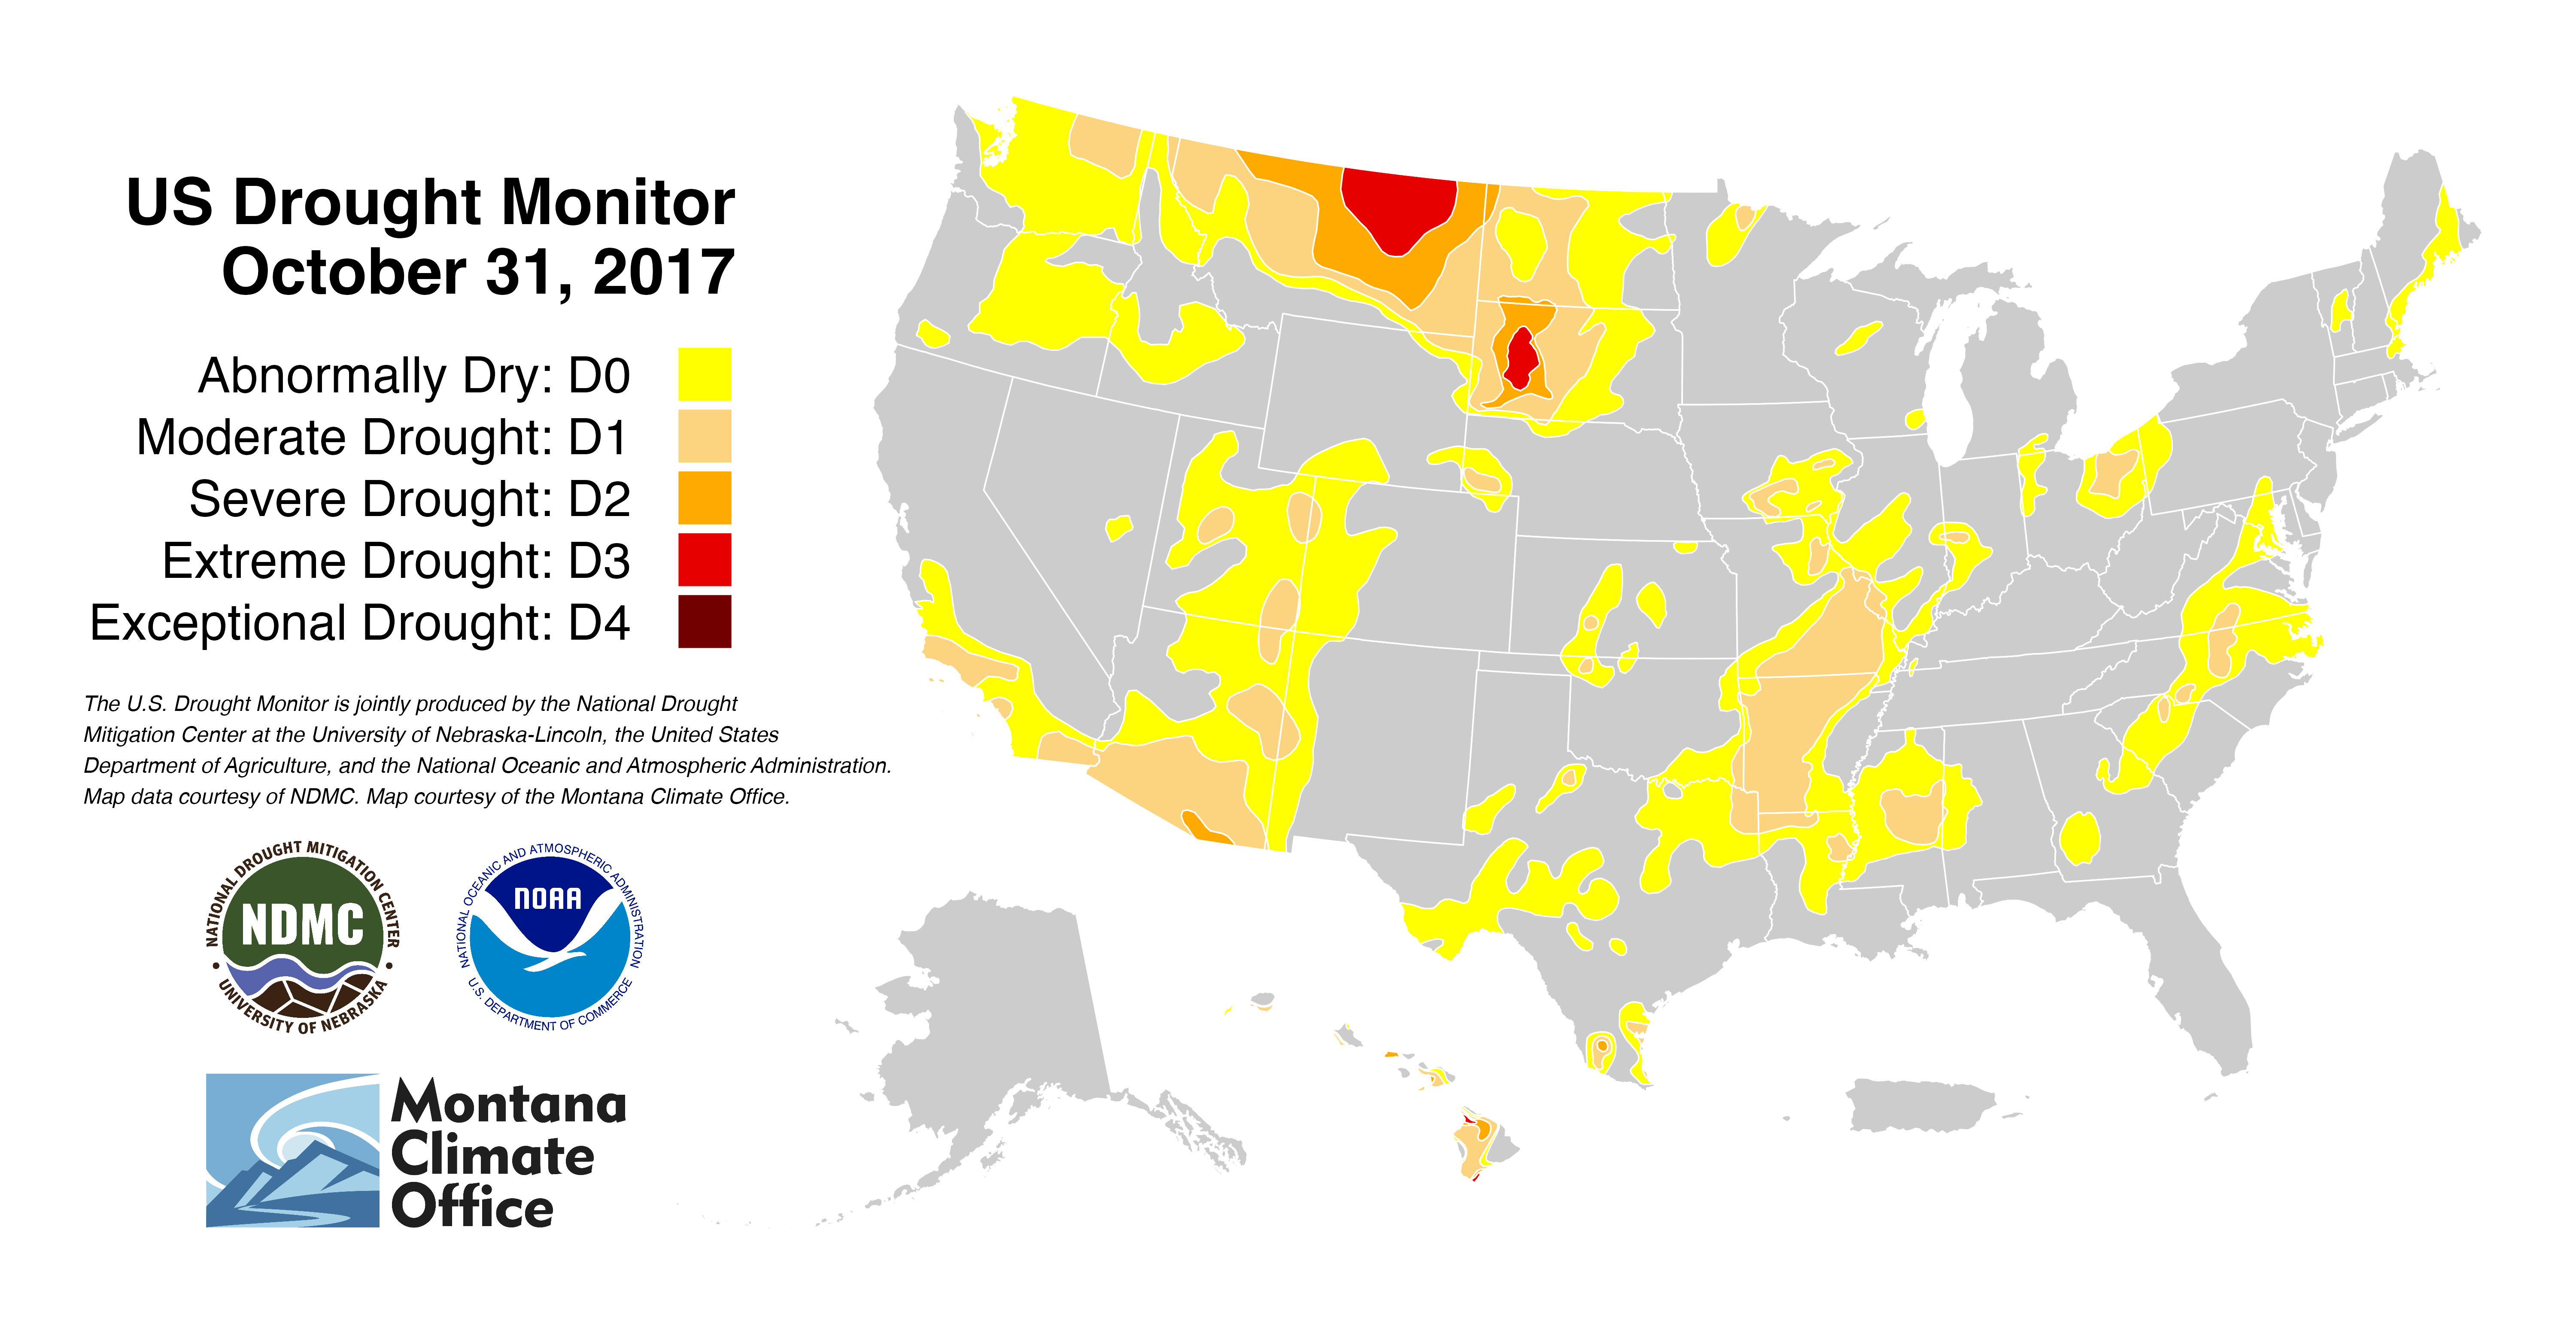 US Drought Monitor
October 31, 2017
Abnormally Dry: D0
Moderate Drought: D1
Severe Drought: D2
Extreme Drought: D3
Exceptional Drought: D4
The U.S. Drought Monitor is jointly produced by the National Drought
Mitigation Center at the University of Nebraska-Lincoln, the United States
Department of Agriculture, and the National Oceanic and Atmospheric Administration.
Map data courtesy of NDMC. Map courtesy of the Montana Climate Office.
NATIONAL DROUGHT MITIGATION CENTER
NDMC
• UNIVERSITY OF NEBRASKA •
NATIONAL OCEANIC AND ATMOSPHERIC ADMINISTRATION
NOAA
U.S. DEPARTMENT OF COMMERCE
Montana
Climate
Office